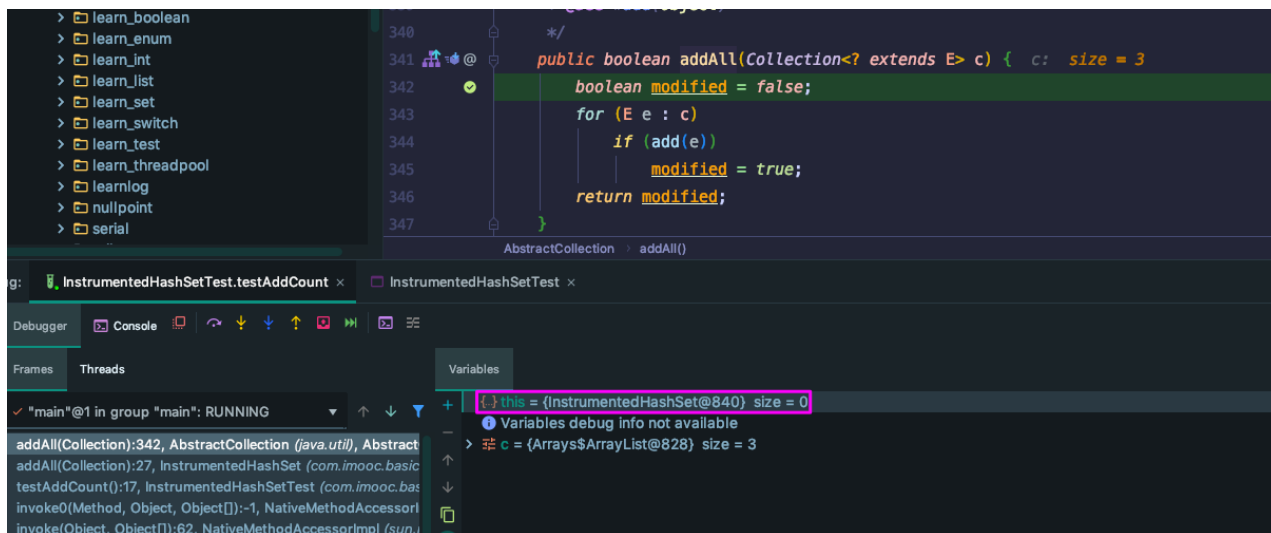 learn_boolean
learn_enum
learn_int
learn_list
learn_set
learn_switch
learn_test
learn_threadpool
learnlog
nullpoint
serial
340 */
341 @ public boolean addAll(Collection<? extends E> c) { c: size = 3
342 boolean modified = false;
343 for (E e : c)
344 if (add(e))
345 modified = true;
346 return modified;
347 }
AbstractCollection › addAll()
g: InstrumentedHashSetTest.testAddCount × InstrumentedHashSetTest ×
Debugger Console
Frames Threads Variables
"main"@1 in group "main": RUNNING
addAll(Collection):342, AbstractCollection (java.util), Abstract
addAll(Collection):27, InstrumentedHashSet (com.imooc.basic
testAddCount():17, InstrumentedHashSetTest (com.imooc.bas
invoke0(Method, Object, Object[]):-1, NativeMethodAccessorI
invoke(Object, Object[]):62, NativeMethodAccessorImpl (sun.
this = {InstrumentedHashSet@840} size = 0
Variables debug info not available
c = {Arrays$ArrayList@828} size = 3